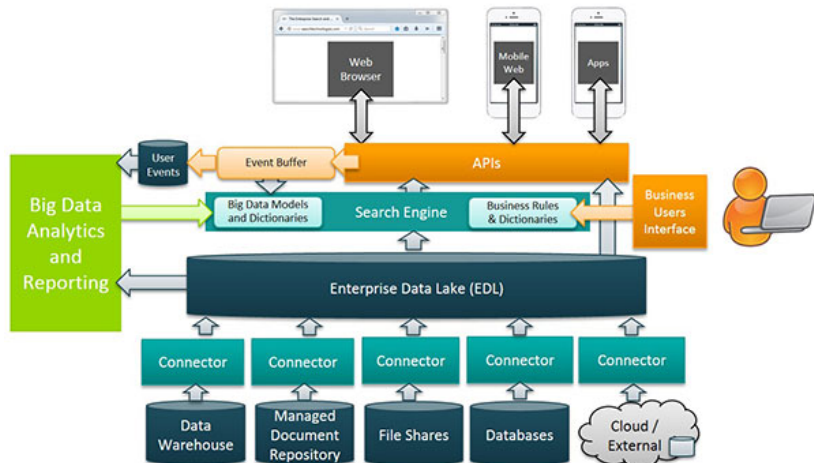 Web
Browser
Mobile
Web
Apps
User
Events
Event Buffer
APIs
Big Data
Analytics
and
Reporting
Big Data Models
and Dictionaries
Search Engine
Business Rules
& Dictionaries
Business
Users
Interface
Enterprise Data Lake (EDL)
Connector
Connector
Connector
Connector
Connector
Data
Warehouse
Managed
Document
Repository
File Shares
Databases
Cloud /
External